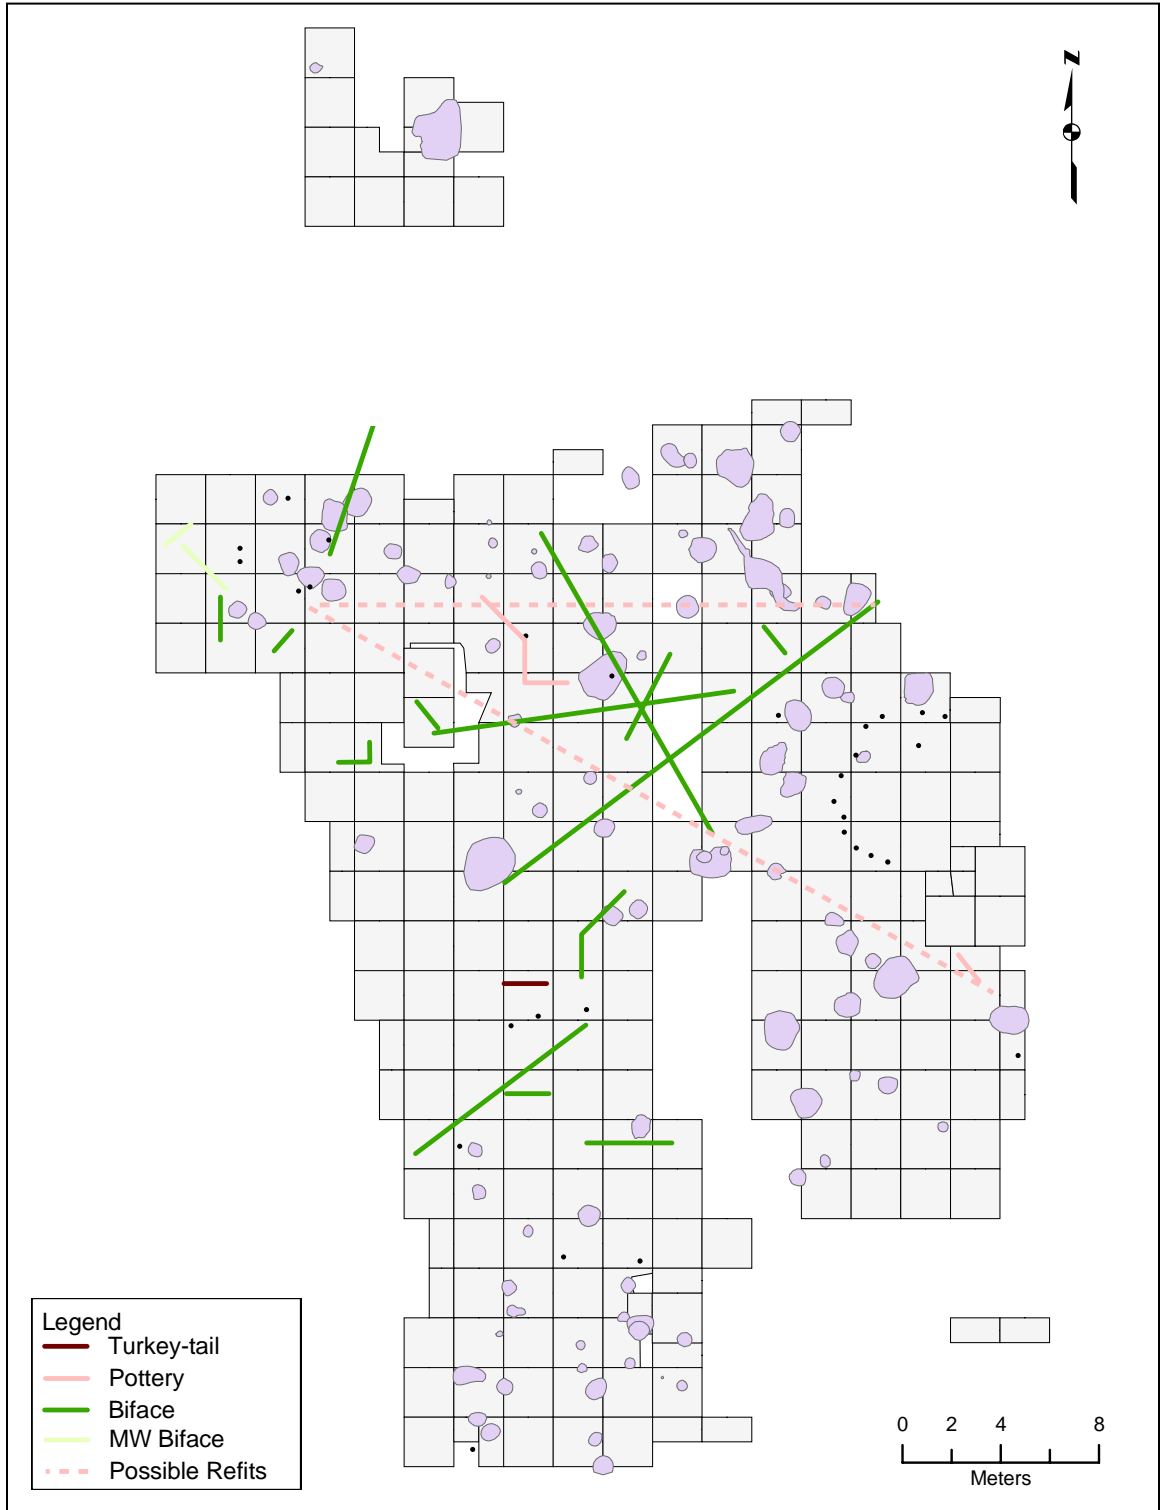 N
Legend
Turkey-tail
Pottery
Biface
MW Biface
Possible Refits
0 2 4 8
Meters